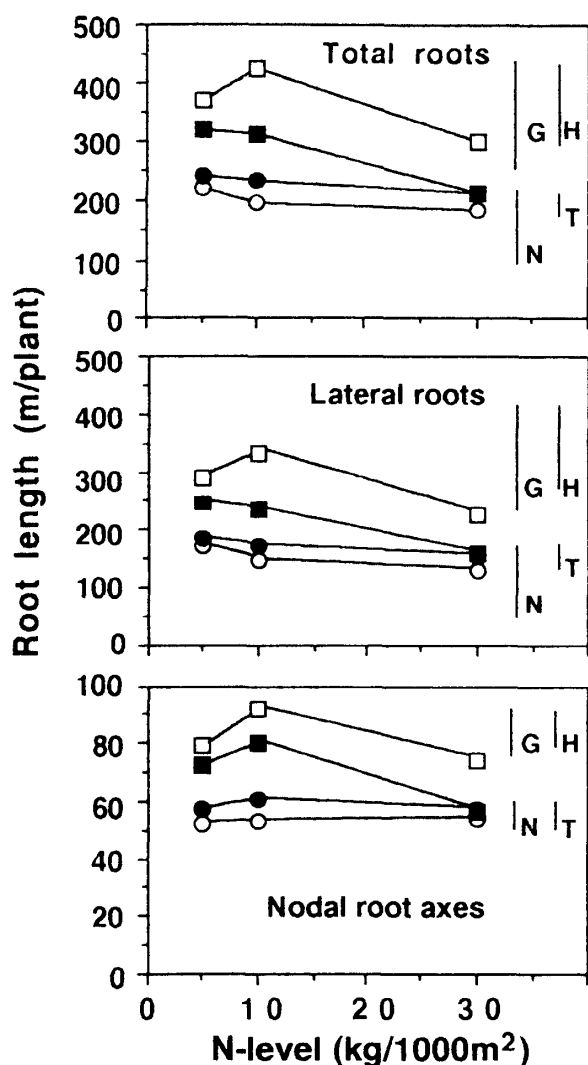 Root length (m/plant)
500
400
300
200
100
0
Total roots
G
H
N
T
500
400
300
200
100
0
Lateral roots
G
H
N
T
100
80
60
40
20
0
G
H
N
T
Nodal root axes
0
10
20
30
N-level (kg/1000m²)